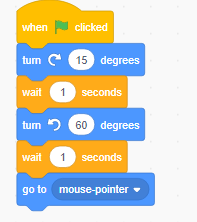 when clicked
turn 15 degrees
wait 1 seconds
turn 60 degrees
wait 1 seconds
go to mouse-pointer